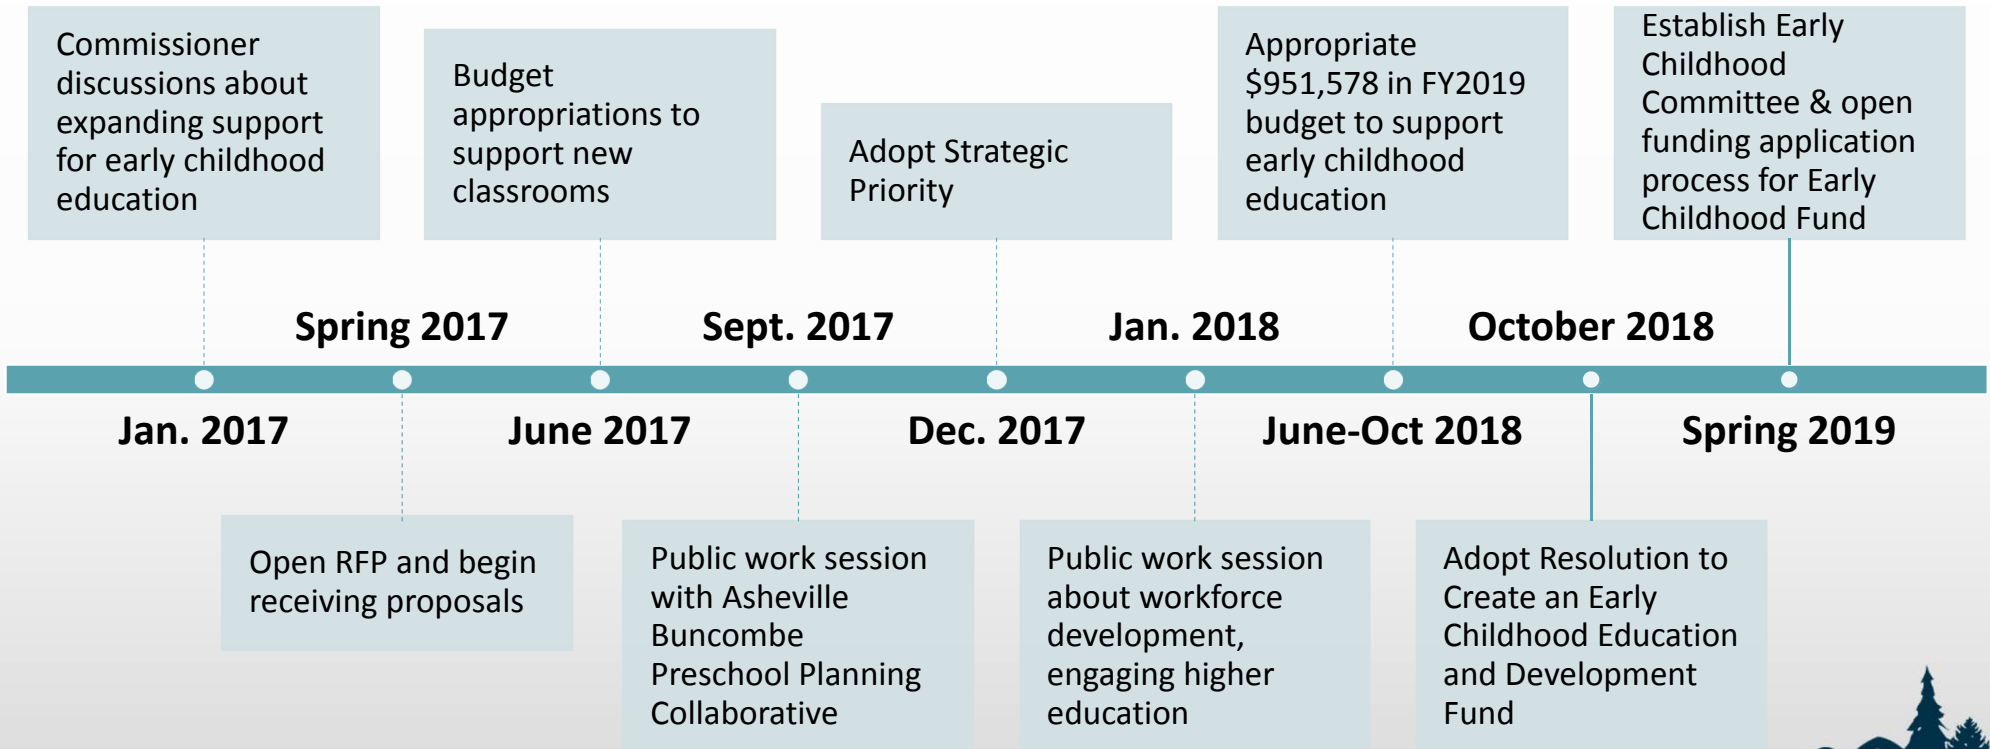 Commissioner
discussions about
expanding support
for early childhood
education
Budget
appropriations to
support new
classrooms
Adopt Strategic
Priority
Appropriate
$951,578 in FY2019
budget to support
early childhood
education
Establish Early
Childhood
Committee & open
funding application
process for Early
Childhood Fund
Spring 2017
Sept. 2017
Jan. 2018
October 2018
Jan. 2017
June 2017
Dec. 2017
June-Oct 2018
Spring 2019
Open RFP and begin
receiving proposals
Public work session
with Asheville
Buncombe
Preschool Planning
Collaborative
Public work session
about workforce
development,
engaging higher
education
Adopt Resolution to
Create an Early
Childhood Education
and Development
Fund